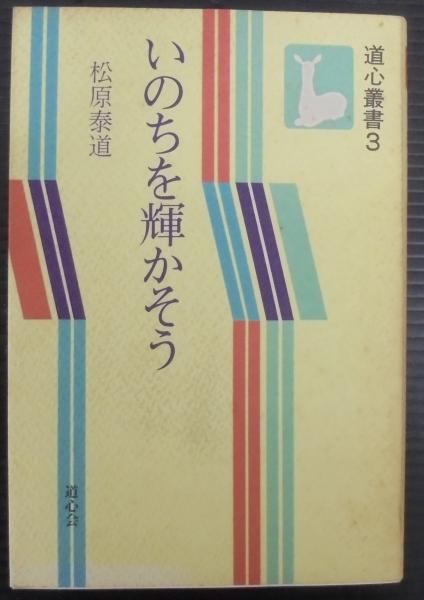 道心叢書3
いのちを輝かそう
松原泰道
道心会